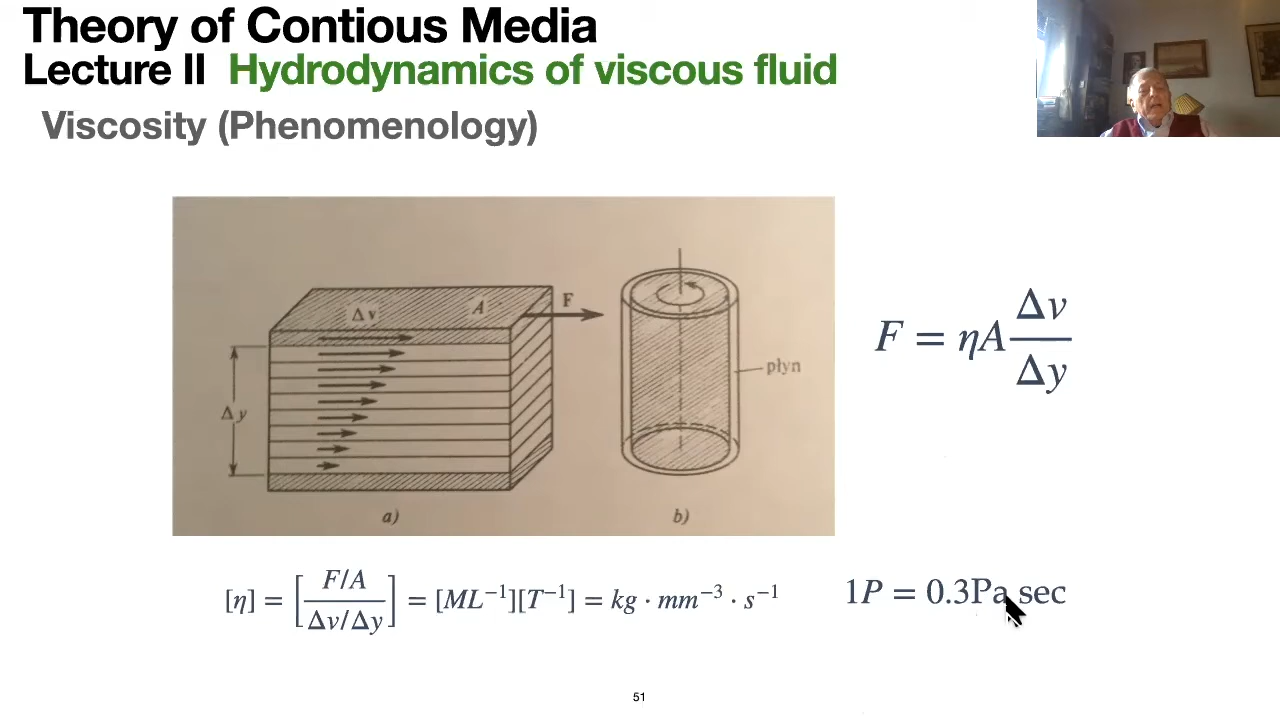 Theory of Contious Media
Lecture II Hydrodynamics of viscous fluid
Viscosity (Phenomenology)
Δv A F
Δy
płyn
a) b)
F = ηA Δv/Δy
[η] = [F/A / Δv/Δy] = [ML⁻¹][T⁻¹] = kg · mm⁻³ · s⁻¹
1P = 0.3Pa sec
51